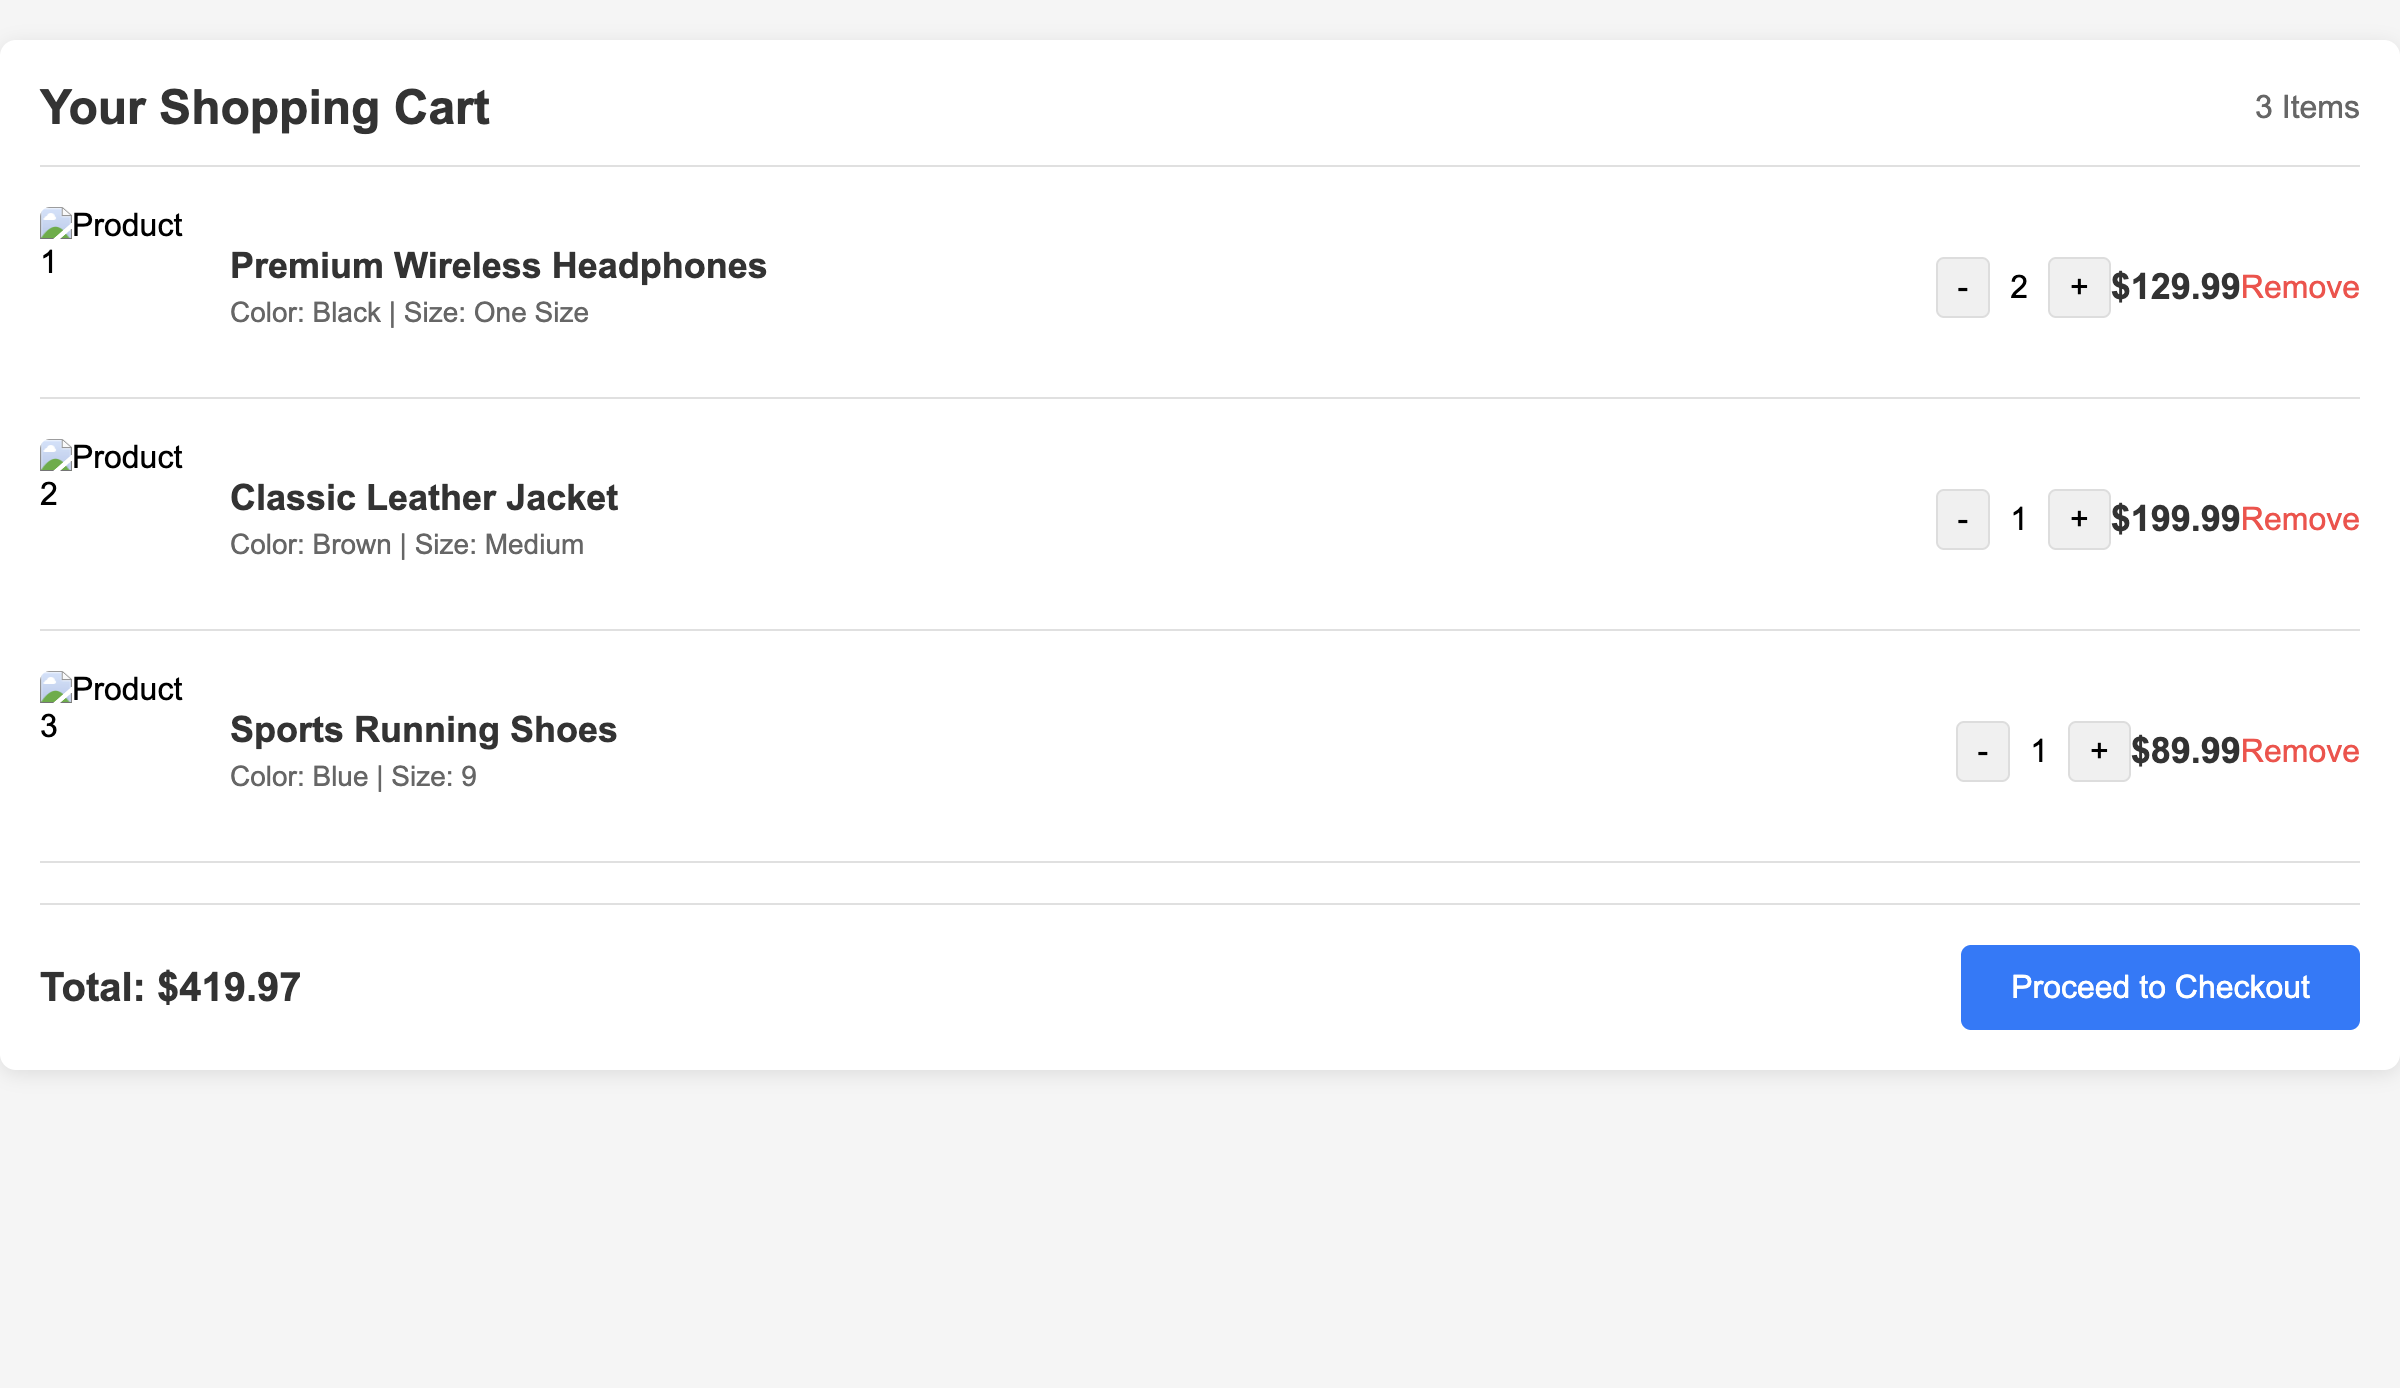 Your Shopping Cart
3 Items
Product
1
Premium Wireless Headphones
Color: Black | Size: One Size
- 2 + $129.99Remove
Product
2
Classic Leather Jacket
Color: Brown | Size: Medium
- 1 + $199.99Remove
Product
3
Sports Running Shoes
Color: Blue | Size: 9
- 1 + $89.99Remove
Total: $419.97
Proceed to Checkout